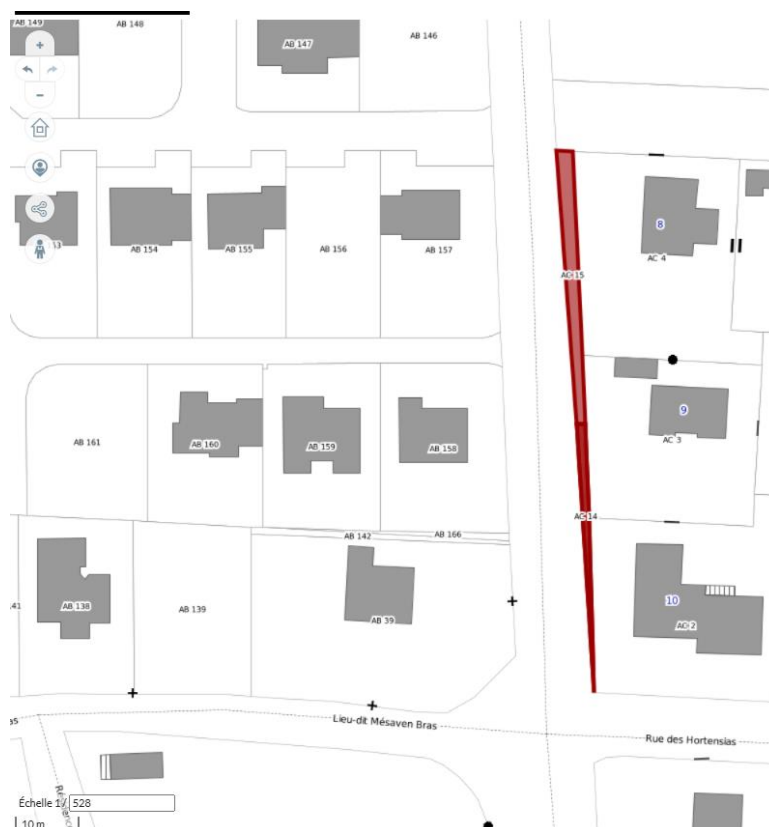 AB 149
AB 148
AB 147
AB 146
+
−
8
AB 154
AB 155
AB 156
AB 157
AC 4
AC 15
9
AC 3
AB 161
AB 160
AB 159
AB 158
AC 14
AB 142
AB 166
10
AB 138
AB 139
AB 39
AC 2
Lieu-dit Mésaven Bras
Rue des Hortensias
Échelle 1/ 528
10 m